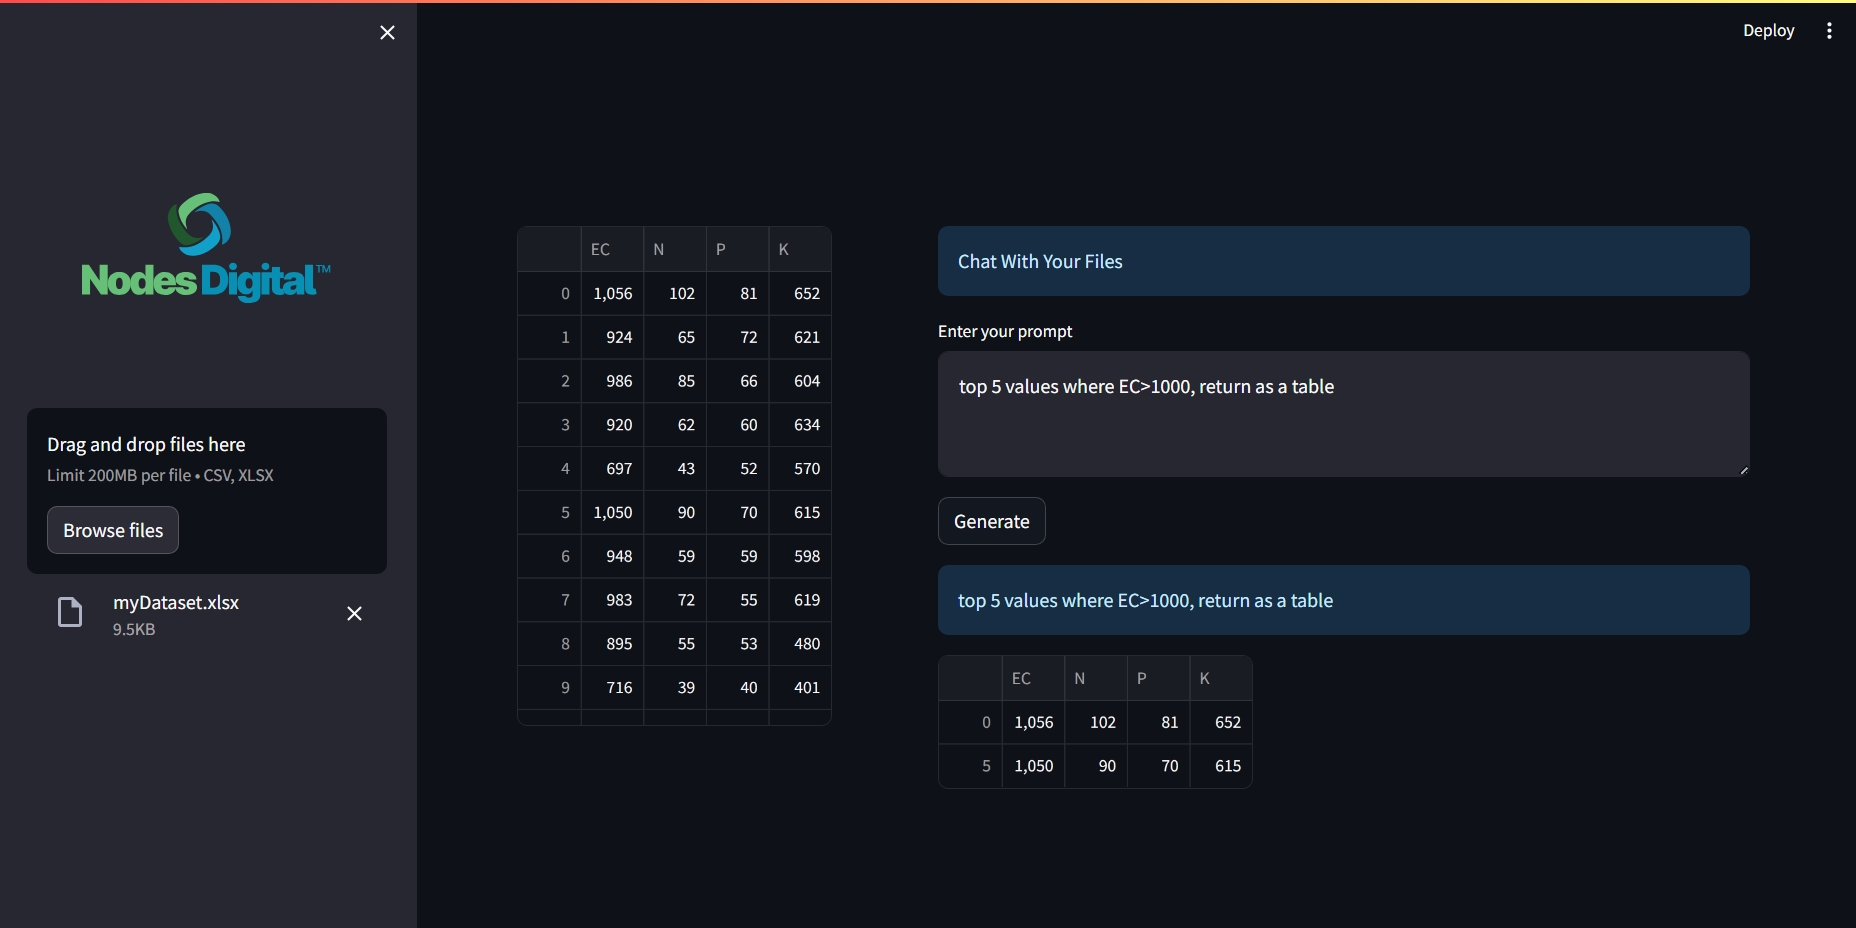 Deploy
Nodes Digital™
Drag and drop files here
Limit 200MB per file • CSV, XLSX
Browse files
myDataset.xlsx
9.5KB
EC N P K
0 1,056 102 81 652
1 924 65 72 621
2 986 85 66 604
3 920 62 60 634
4 697 43 52 570
5 1,050 90 70 615
6 948 59 59 598
7 983 72 55 619
8 895 55 53 480
9 716 39 40 401
Chat With Your Files
Enter your prompt
top 5 values where EC>1000, return as a table
Generate
top 5 values where EC>1000, return as a table
EC N P K
0 1,056 102 81 652
5 1,050 90 70 615